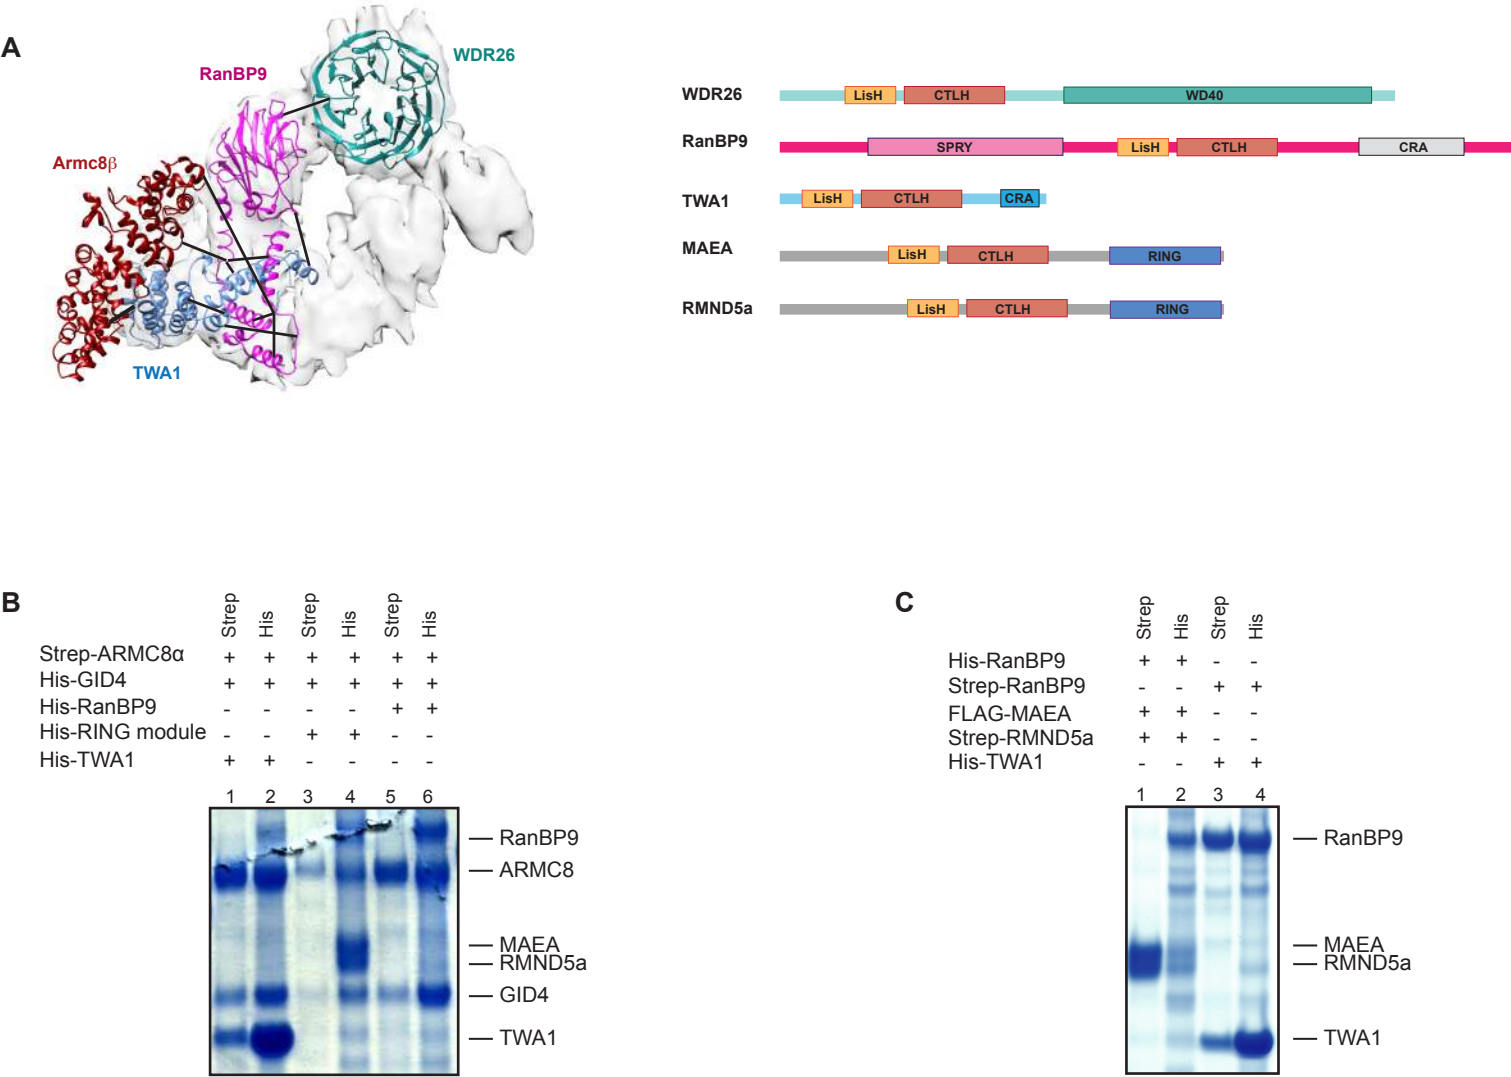 A
WDR26
RanBP9
Armc8β
TWA1
WDR26 LisH CTLH WD40
RanBP9 SPRY LisH CTLH CRA
TWA1 LisH CTLH CRA
MAEA LisH CTLH RING
RMND5a LisH CTLH RING
B
Strep His Strep His Strep His
Strep-ARMC8α + + + + + +
His-GID4 + + + + + +
His-RanBP9 - - - - + +
His-RING module - - + + - -
His-TWA1 + + - - - -
1 2 3 4 5 6
RanBP9
ARMC8
MAEA
RMND5a
GID4
TWA1
C
Strep His Strep His
His-RanBP9 + + - -
Strep-RanBP9 - - + +
FLAG-MAEA + + - -
Strep-RMND5a + + - -
His-TWA1 - - + +
1 2 3 4
RanBP9
MAEA
RMND5a
TWA1